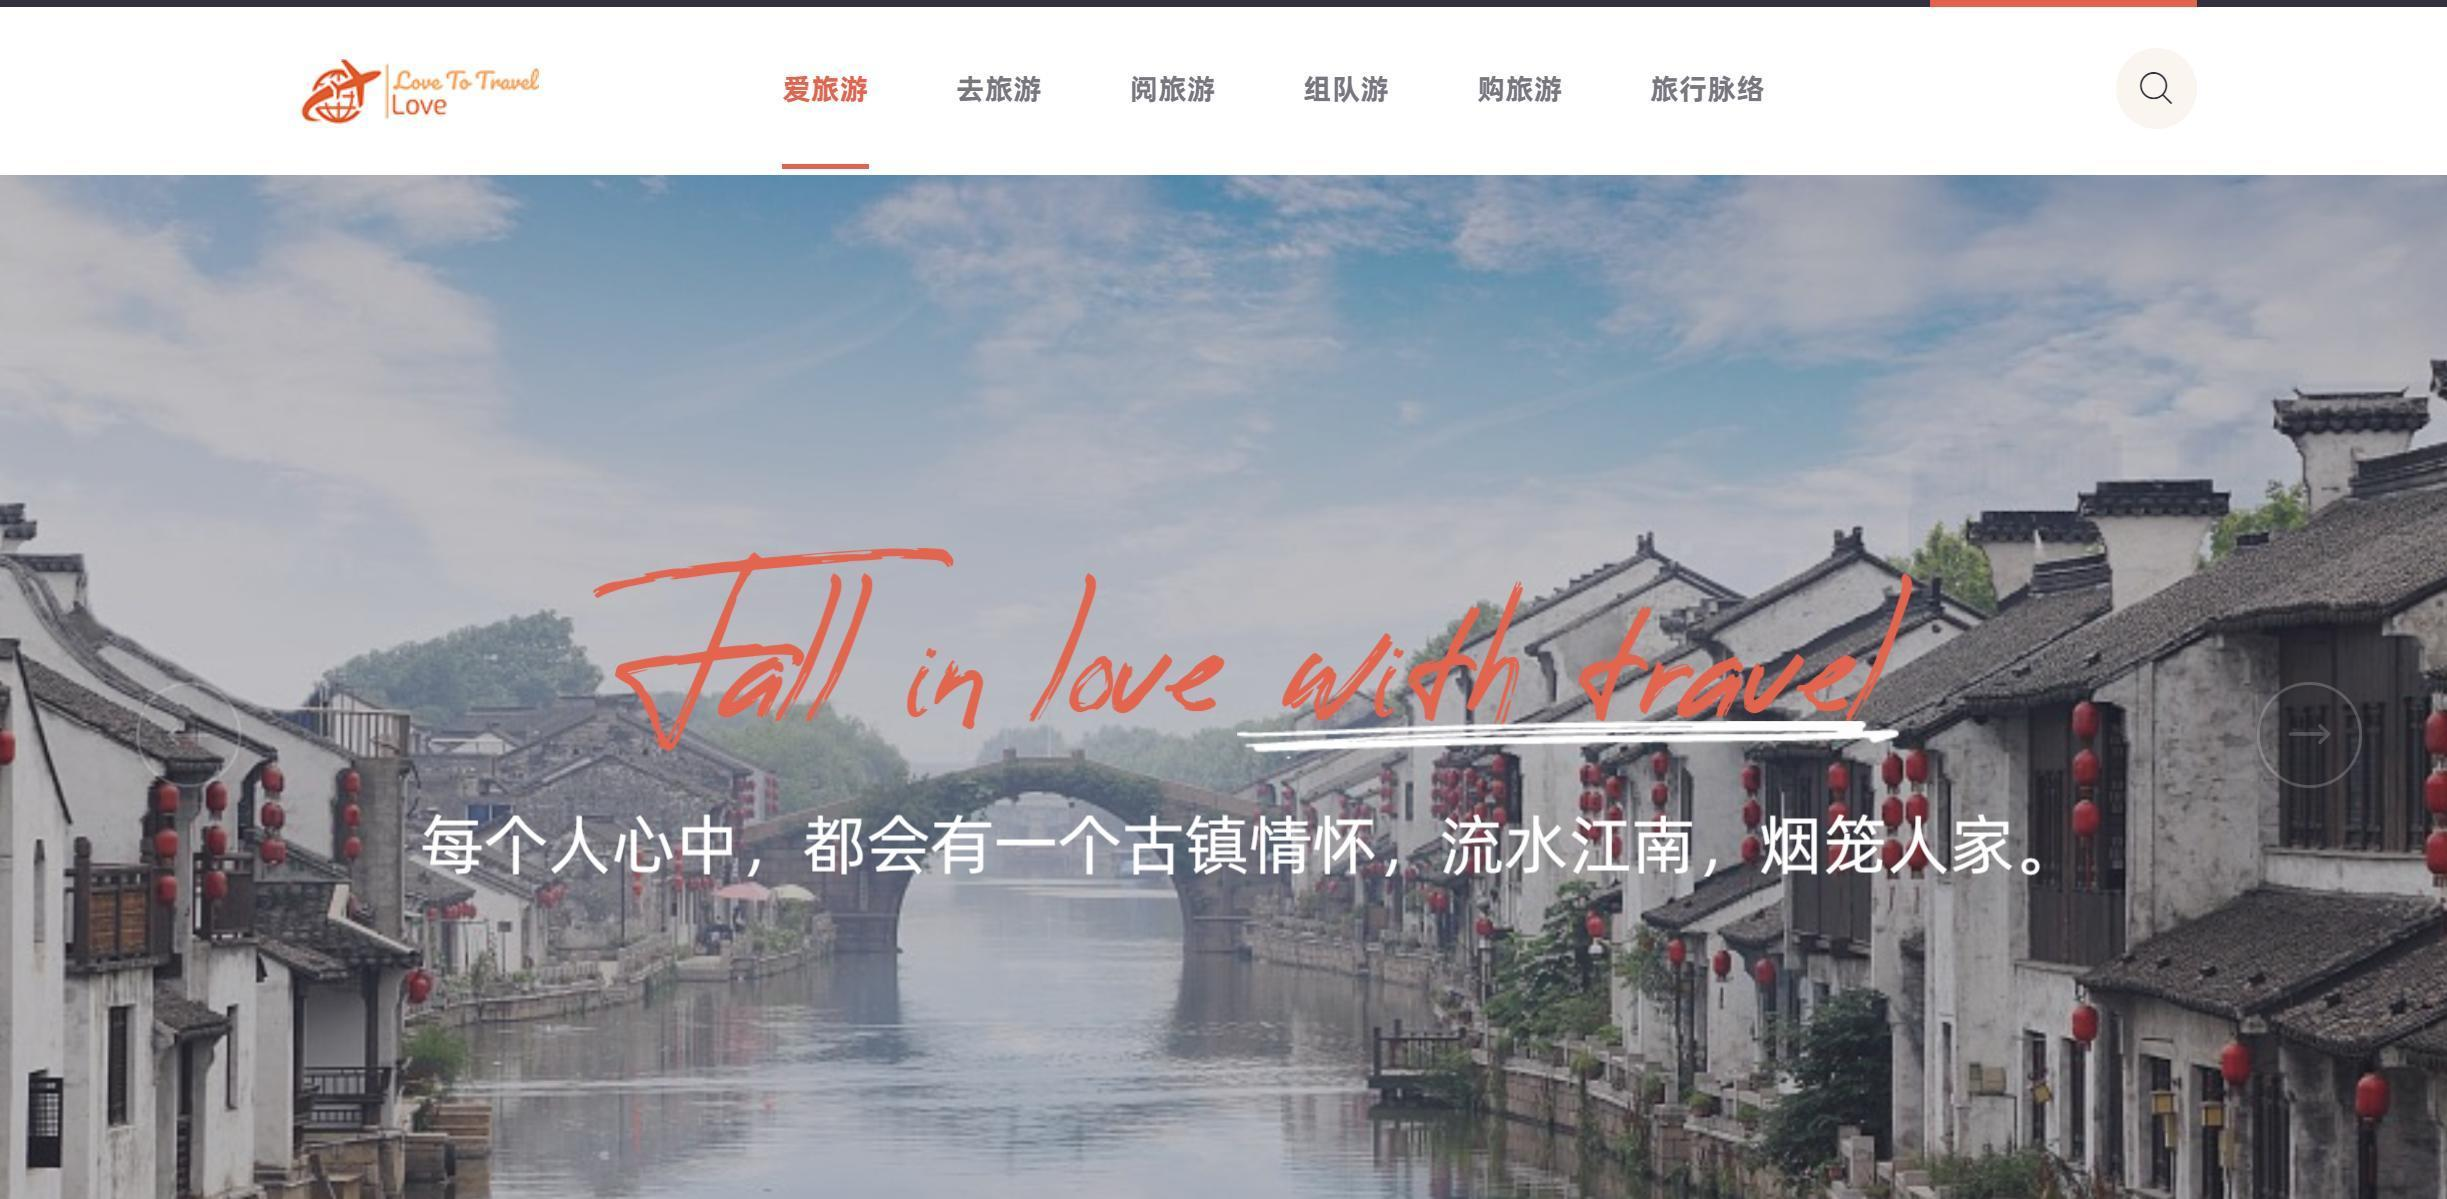 Love To Travel
Love
爱旅游 去旅游 阅旅游 组队游 购旅游 旅行脉络
Fall in love with travel
每个人心中，都会有一个古镇情怀，流水江南，烟笼人家。